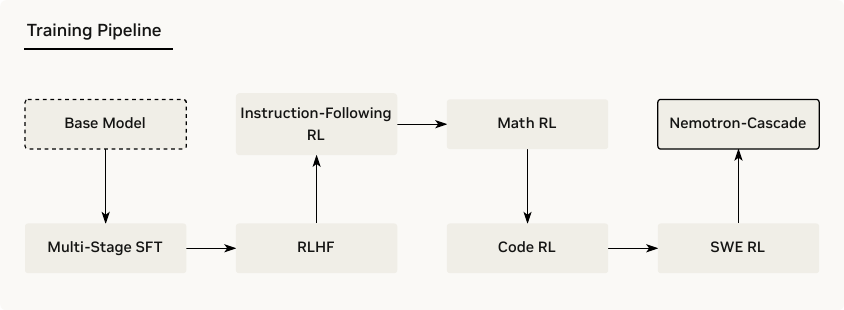 Training Pipeline
Base Model
Instruction-Following
RL
Math RL
Nemotron-Cascade
Multi-Stage SFT
RLHF
Code RL
SWE RL